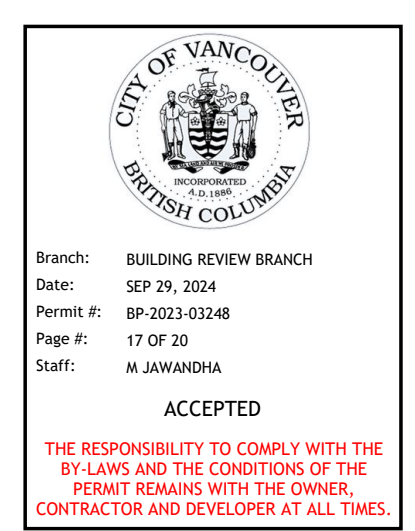 CITY OF VANCOUVER
BRITISH COLUMBIA
INCORPORATED
A.D. 1886
Branch: BUILDING REVIEW BRANCH
Date: SEP 29, 2024
Permit #: BP-2023-03248
Page #: 17 OF 20
Staff: M JAWANDHA
ACCEPTED
THE RESPONSIBILITY TO COMPLY WITH THE
BY-LAWS AND THE CONDITIONS OF THE
PERMIT REMAINS WITH THE OWNER,
CONTRACTOR AND DEVELOPER AT ALL TIMES.